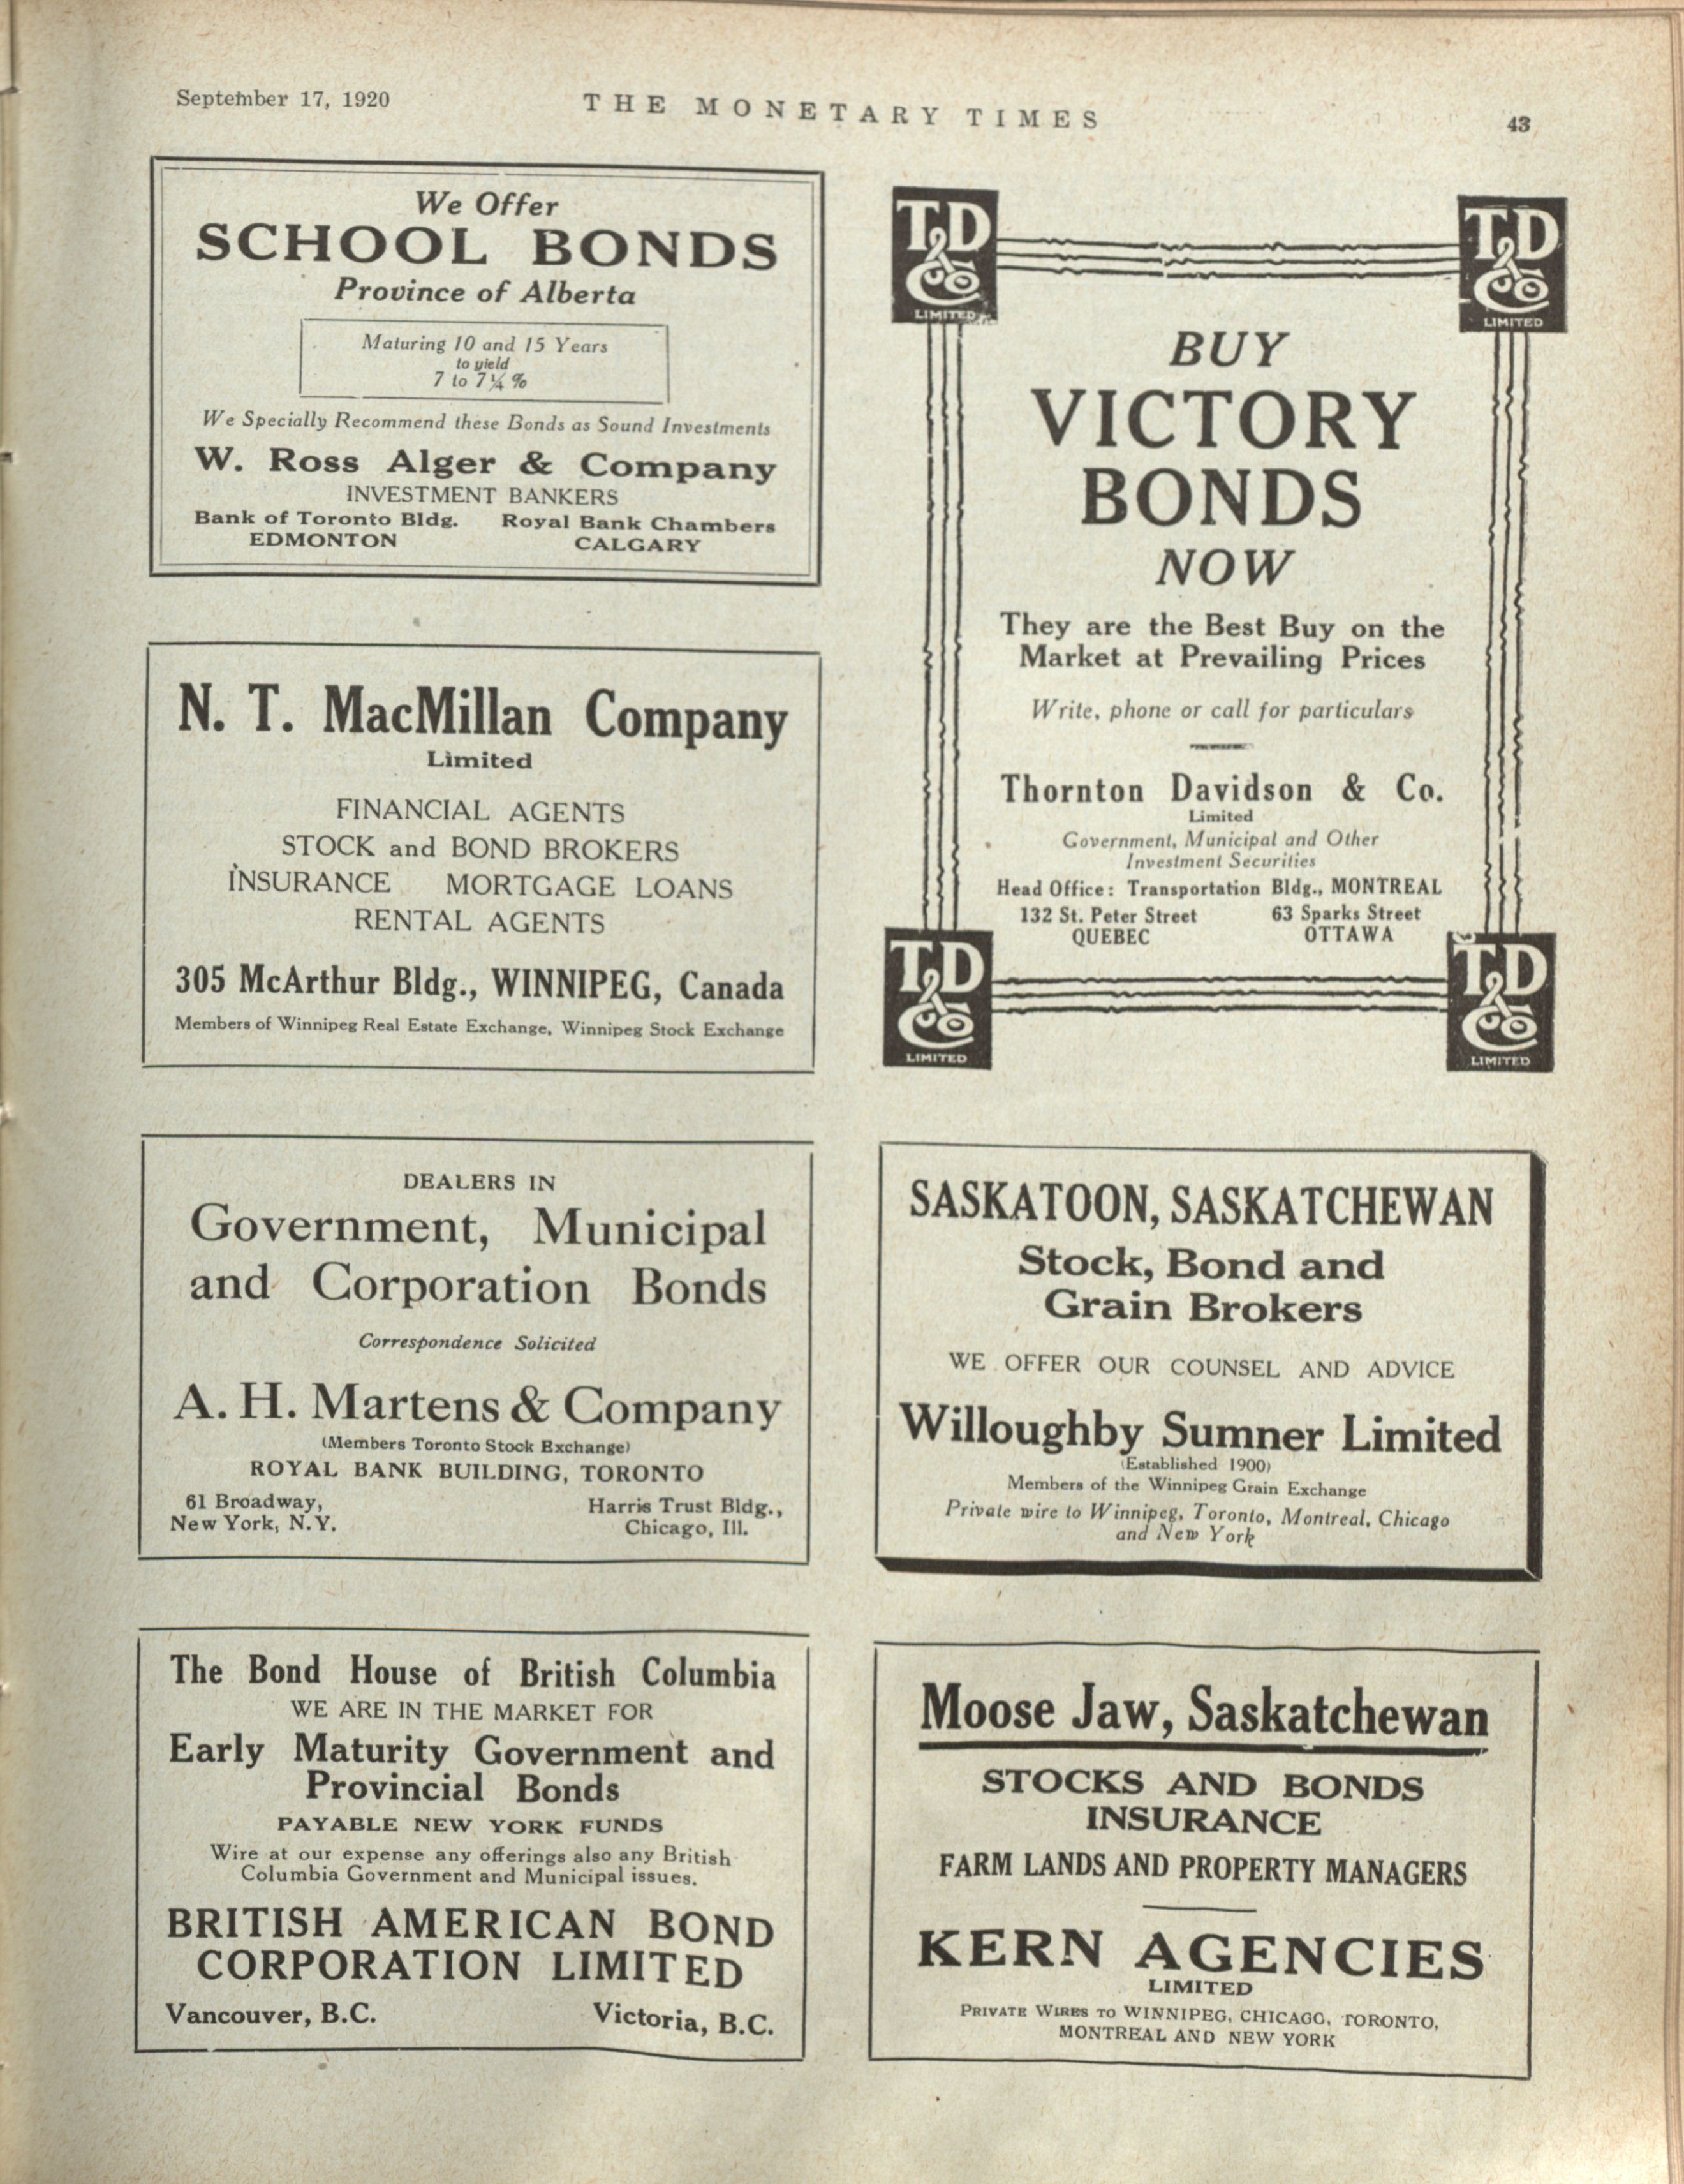 September 17, 1920
THE MONETARY TIMES
43
We Offer
SCHOOL BONDS
Province of Alberta
Maturing 10 and 15 Years
to yield
7 to 7¼ %
We Specially Recommend these Bonds as Sound Investments
W. Ross Alger & Company
INVESTMENT BANKERS
Bank of Toronto Bldg. Royal Bank Chambers
EDMONTON CALGARY
N. T. MacMillan Company
Limited
FINANCIAL AGENTS
STOCK and BOND BROKERS
INSURANCE MORTGAGE LOANS
RENTAL AGENTS
305 McArthur Bldg., WINNIPEG, Canada
Members of Winnipeg Real Estate Exchange, Winnipeg Stock Exchange
DEALERS IN
Government, Municipal
and Corporation Bonds
Correspondence Solicited
A. H. Martens & Company
(Members Toronto Stock Exchange)
ROYAL BANK BUILDING, TORONTO
61 Broadway, Harris Trust Bldg.,
New York, N.Y. Chicago, Ill.
The Bond House of British Columbia
WE ARE IN THE MARKET FOR
Early Maturity Government and
Provincial Bonds
PAYABLE NEW YORK FUNDS
Wire at our expense any offerings also any British
Columbia Government and Municipal issues.
BRITISH AMERICAN BOND
CORPORATION LIMITED
Vancouver, B.C. Victoria, B.C.
TD & Co
LIMITED
TD & Co
LIMITED
BUY
VICTORY
BONDS
NOW
They are the Best Buy on the
Market at Prevailing Prices
Write, phone or call for particulars
Thornton Davidson & Co.
Limited
Government, Municipal and Other
Investment Securities
Head Office: Transportation Bldg., MONTREAL
132 St. Peter Street 63 Sparks Street
QUEBEC OTTAWA
TD & Co
LIMITED
TD & Co
LIMITED
SASKATOON, SASKATCHEWAN
Stock, Bond and
Grain Brokers
WE OFFER OUR COUNSEL AND ADVICE
Willoughby Sumner Limited
(Established 1900)
Members of the Winnipeg Grain Exchange
Private wire to Winnipeg, Toronto, Montreal, Chicago
and New York
Moose Jaw, Saskatchewan
STOCKS AND BONDS
INSURANCE
FARM LANDS AND PROPERTY MANAGERS
KERN AGENCIES
LIMITED
PRIVATE WIRES TO WINNIPEG, CHICAGO, TORONTO,
MONTREAL AND NEW YORK